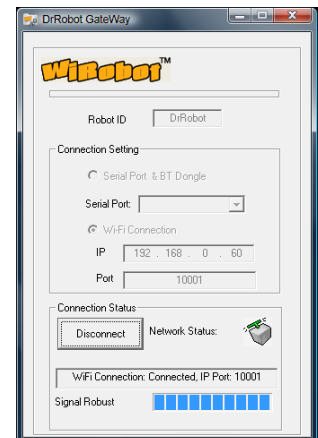 DrRobot GateWay
WiRobot™
Robot ID DrRobot
Connection Setting
Serial Port & BT Dongle
Serial Port:
Wi-Fi Connection
IP 192 . 168 . 0 . 60
Port 10001
Connection Status
Disconnect Network Status:
WiFi Connection: Connected, IP Port: 10001
Signal Robust